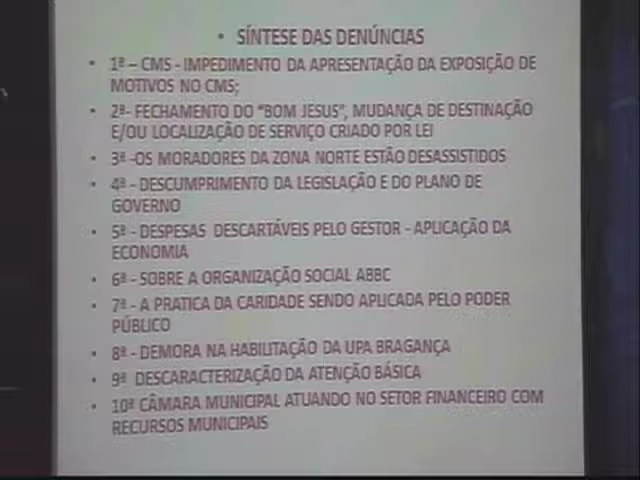 • SÍNTESE DAS DENÚNCIAS
• 1ª – CMS - IMPEDIMENTO DA APRESENTAÇÃO DA EXPOSIÇÃO DE
MOTIVOS NO CMS;
• 2ª- FECHAMENTO DO "BOM JESUS", MUDANÇA DE DESTINAÇÃO
E/OU LOCALIZAÇÃO DE SERVIÇO CRIADO POR LEI
• 3ª -OS MORADORES DA ZONA NORTE ESTÃO DESASSISTIDOS
• 4ª - DESCUMPRIMENTO DA LEGISLAÇÃO E DO PLANO DE
GOVERNO
• 5ª - DESPESAS DESCARTÁVEIS PELO GESTOR - APLICAÇÃO DA
ECONOMIA
• 6ª - SOBRE A ORGANIZAÇÃO SOCIAL ABBC
• 7ª - A PRATICA DA CARIDADE SENDO APLICADA PELO PODER
PÚBLICO
• 8ª - DEMORA NA HABILITAÇÃO DA UPA BRAGANÇA
• 9ª DESCARACTERIZAÇÃO DA ATENÇÃO BÁSICA
• 10ª CÂMARA MUNICIPAL ATUANDO NO SETOR FINANCEIRO COM
RECURSOS MUNICIPAIS